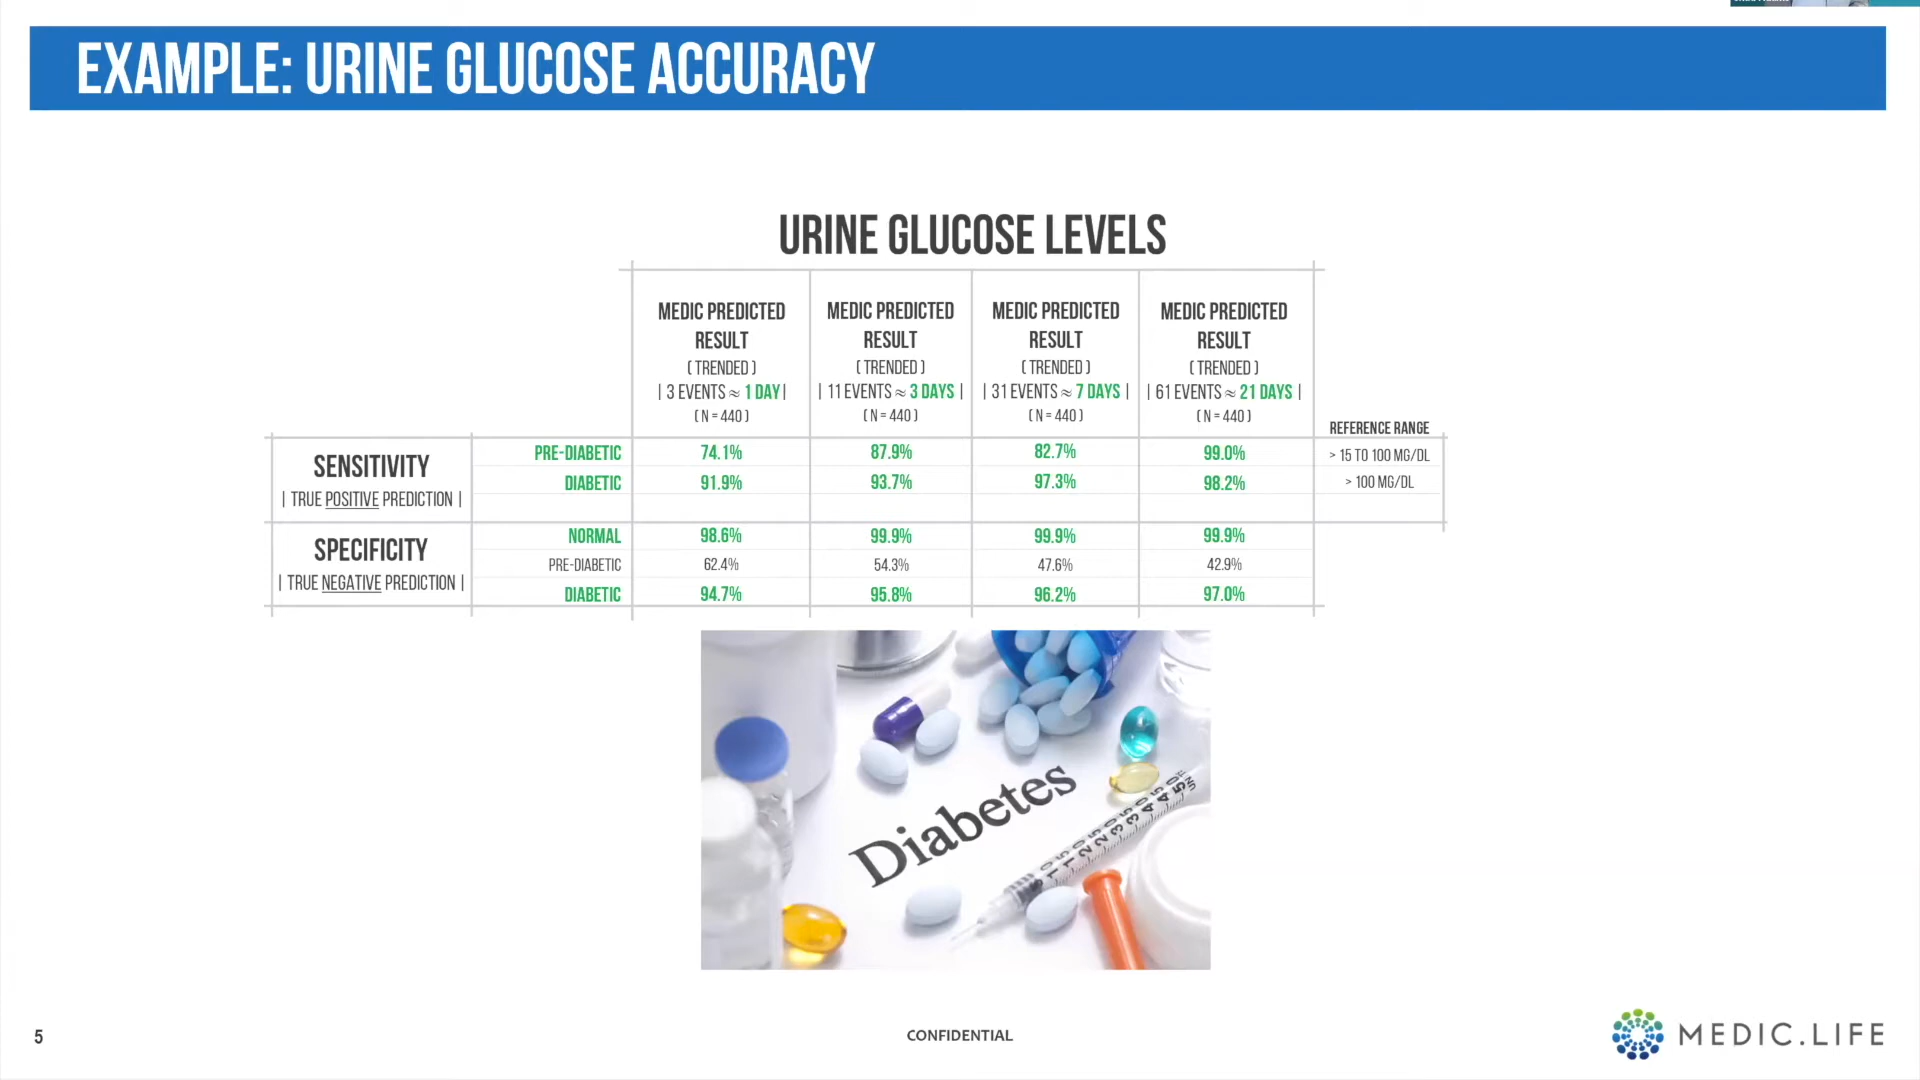 EXAMPLE: URINE GLUCOSE ACCURACY
URINE GLUCOSE LEVELS
MEDIC PREDICTED RESULT (TRENDED) | 3 EVENTS ≈ 1 DAY | (N = 440)
MEDIC PREDICTED RESULT (TRENDED) | 11 EVENTS ≈ 3 DAYS | (N = 440)
MEDIC PREDICTED RESULT (TRENDED) | 31 EVENTS ≈ 7 DAYS | (N = 440)
MEDIC PREDICTED RESULT (TRENDED) | 61 EVENTS ≈ 21 DAYS | (N = 440)
REFERENCE RANGE
SENSITIVITY
| TRUE POSITIVE PREDICTION |
PRE-DIABETIC 74.1% 87.9% 82.7% 99.0% > 15 TO 100 MG/DL
DIABETIC 91.9% 93.7% 97.3% 98.2% > 100 MG/DL
SPECIFICITY
| TRUE NEGATIVE PREDICTION |
NORMAL 98.6% 99.9% 99.9% 99.9%
PRE-DIABETIC 62.4% 54.3% 47.6% 42.9%
DIABETIC 94.7% 95.8% 96.2% 97.0%
Diabetes
5
CONFIDENTIAL
MEDIC.LIFE